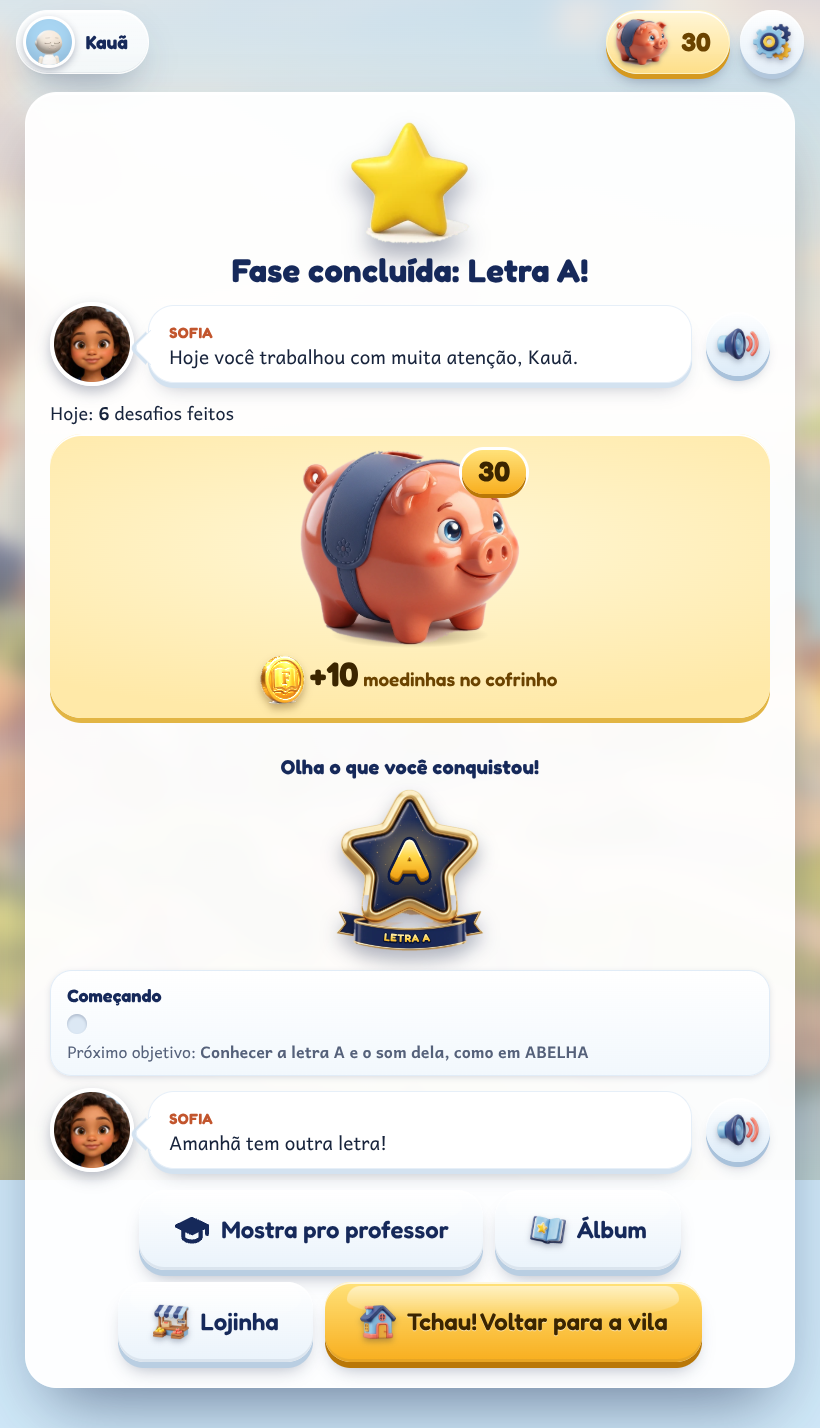 Kauã
30
Fase concluída: Letra A!
SOFIA
Hoje você trabalhou com muita atenção, Kauã.
Hoje: 6 desafios feitos
30
F
+10 moedinhas no cofrinho
Olha o que você conquistou!
A
LETRA A
Começando
Próximo objetivo: Conhecer a letra A e o som dela, como em ABELHA
SOFIA
Amanhã tem outra letra!
Mostra pro professor
Álbum
Lojinha
Tchau! Voltar para a vila